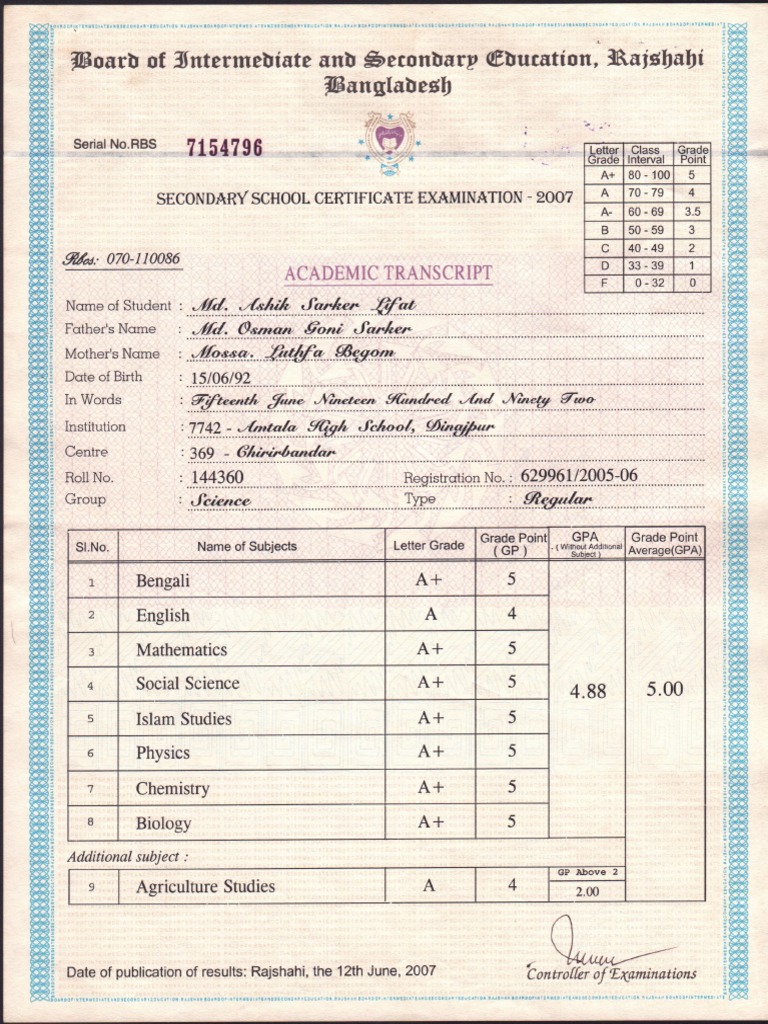 Board of Intermediate and Secondary Education, Rajshahi
Bangladesh
Serial No.RBS 7154796
Letter Grade Class Interval Grade Point
A+ 80 - 100 5
A 70 - 79 4
A- 60 - 69 3.5
B 50 - 59 3
C 40 - 49 2
D 33 - 39 1
F 0 - 32 0
SECONDARY SCHOOL CERTIFICATE EXAMINATION - 2007
Rbos: 070-110086
ACADEMIC TRANSCRIPT
Name of Student : Md. Ashik Sarker Lifat
Father's Name : Md. Osman Goni Sarker
Mother's Name : Mossa. Luthfa Begom
Date of Birth : 15/06/92
In Words : Fifteenth June Nineteen Hundred And Ninety Two
Institution : 7742 - Amtala High School, Dinajpur
Centre : 369 - Chirirbandar
Roll No. : 144360 Registration No. : 629961/2005-06
Group : Science Type : Regular
Sl.No. Name of Subjects Letter Grade Grade Point ( GP ) GPA - ( Without Additional Subject ) Grade Point Average(GPA)
1 Bengali A+ 5
2 English A 4
3 Mathematics A+ 5
4 Social Science A+ 5
4.88 5.00
5 Islam Studies A+ 5
6 Physics A+ 5
7 Chemistry A+ 5
8 Biology A+ 5
Additional subject :
9 Agriculture Studies A 4 GP Above 2
2.00
Date of publication of results: Rajshahi, the 12th June, 2007
Controller of Examinations